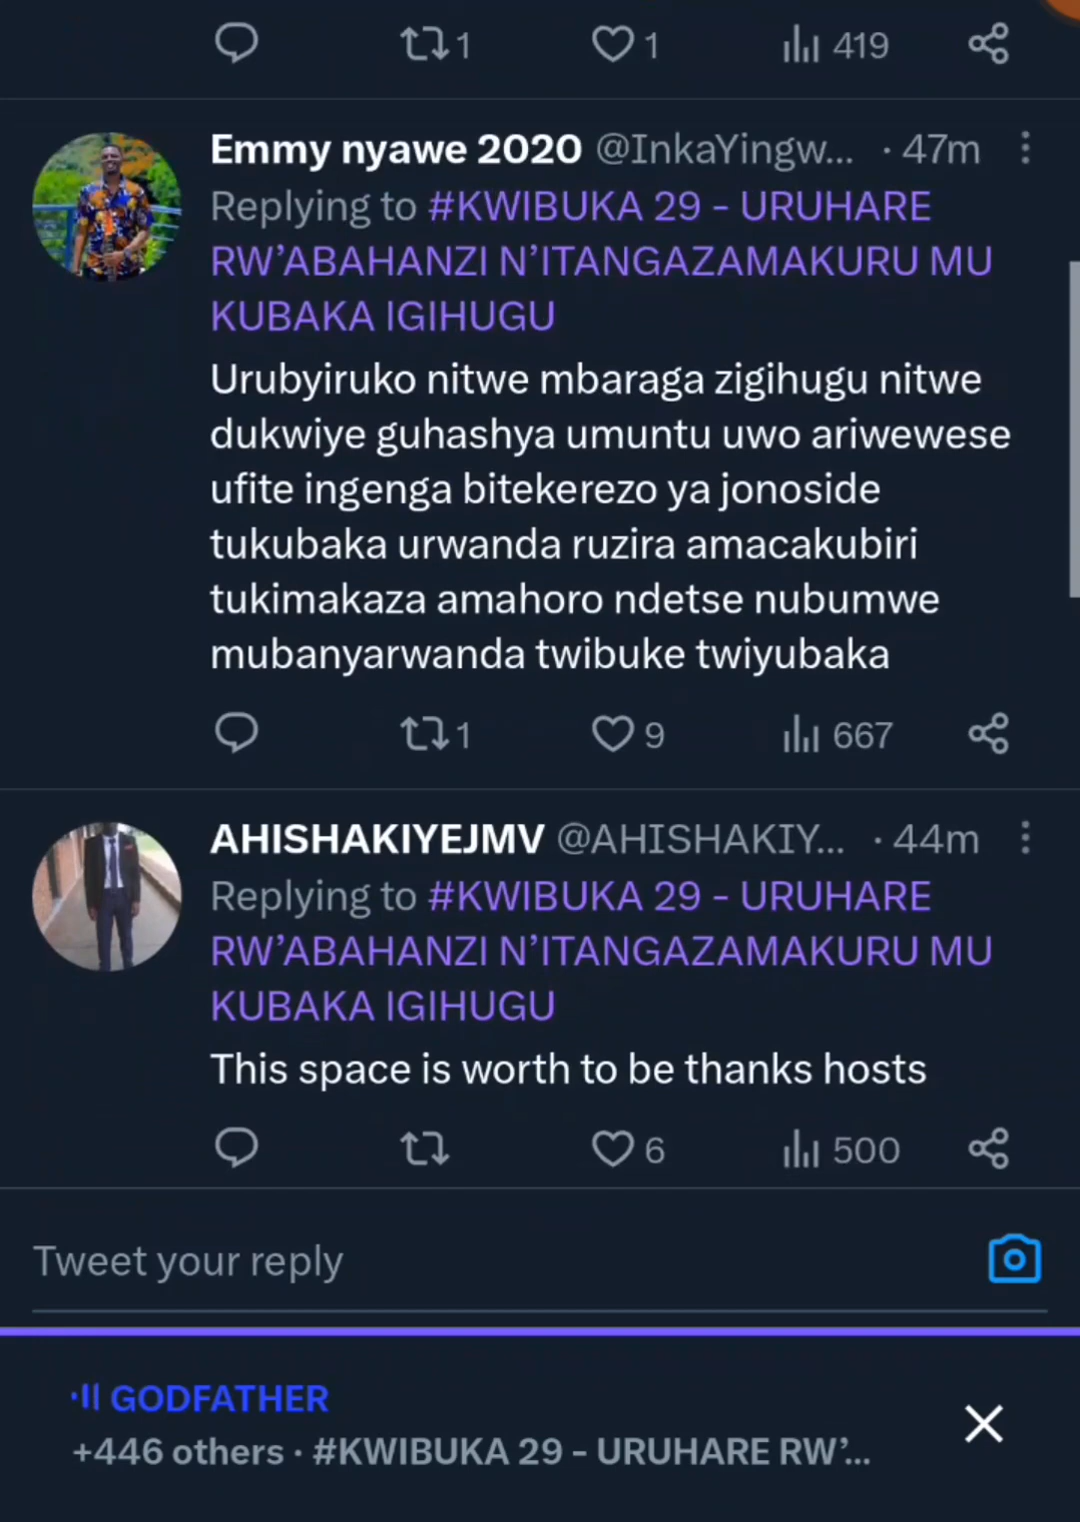 1 1 419
Emmy nyawe 2020 @InkaYingw... · 47m
Replying to #KWIBUKA 29 - URUHARE
RW’ABAHANZI N’ITANGAZAMAKURU MU
KUBAKA IGIHUGU
Urubyiruko nitwe mbaraga zigihugu nitwe
dukwiye guhashya umuntu uwo ariwewese
ufite ingenga bitekerezo ya jonoside
tukubaka urwanda ruzira amacakubiri
tukimakaza amahoro ndetse nubumwe
mubanyarwanda twibuke twiyubaka
1 9 667
AHISHAKIYEJMV @AHISHAKIY... · 44m
Replying to #KWIBUKA 29 - URUHARE
RW’ABAHANZI N’ITANGAZAMAKURU MU
KUBAKA IGIHUGU
This space is worth to be thanks hosts
6 500
Tweet your reply
GODFATHER
+446 others · #KWIBUKA 29 - URUHARE RW’...